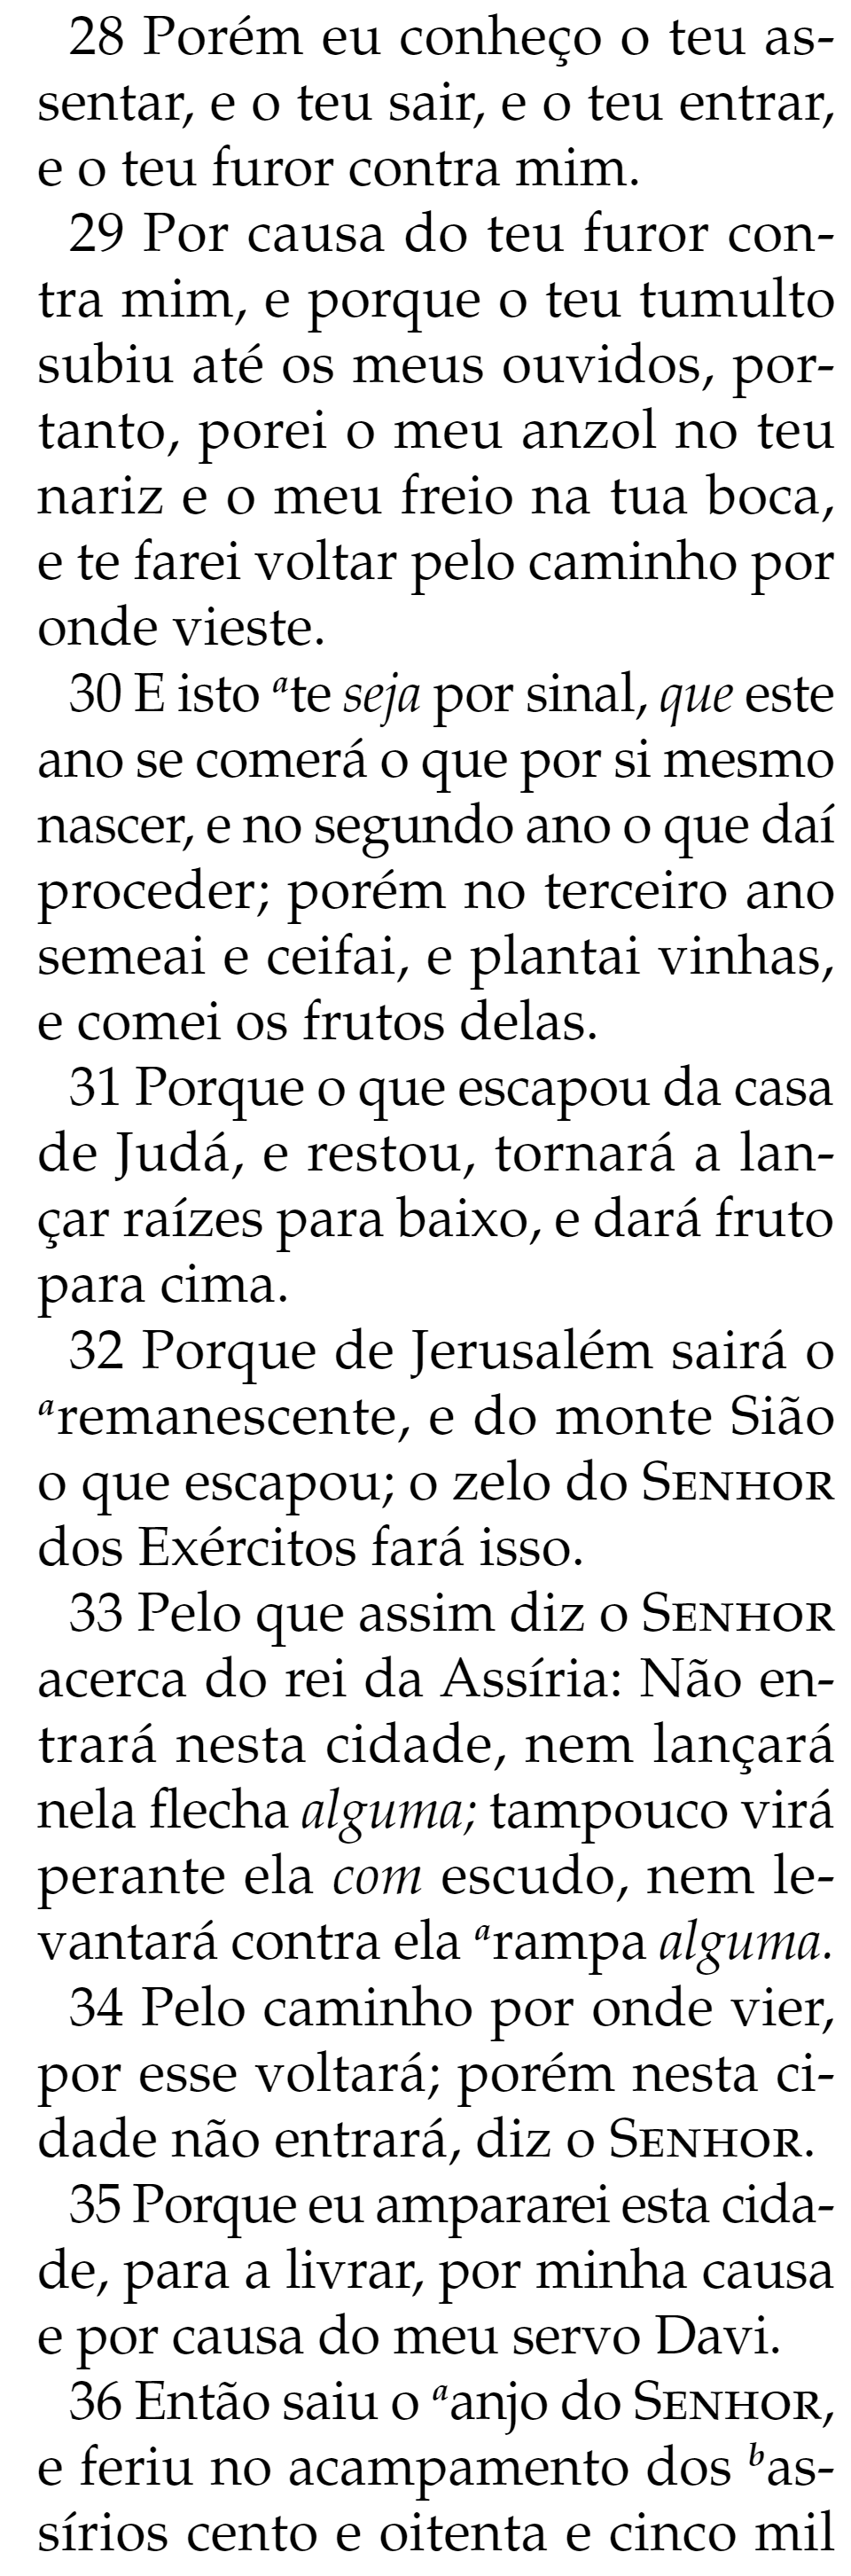 28 Porém eu conheço o teu as-
sentar, e o teu sair, e o teu entrar,
e o teu furor contra mim.
29 Por causa do teu furor con-
tra mim, e porque o teu tumulto
subiu até os meus ouvidos, por-
tanto, porei o meu anzol no teu
nariz e o meu freio na tua boca,
e te farei voltar pelo caminho por
onde vieste.
30 E isto ᵃte seja por sinal, que este
ano se comerá o que por si mesmo
nascer, e no segundo ano o que daí
proceder; porém no terceiro ano
semeai e ceifai, e plantai vinhas,
e comei os frutos delas.
31 Porque o que escapou da casa
de Judá, e restou, tornará a lan-
çar raízes para baixo, e dará fruto
para cima.
32 Porque de Jerusalém sairá o
ᵃremanescente, e do monte Sião
o que escapou; o zelo do SENHOR
dos Exércitos fará isso.
33 Pelo que assim diz o SENHOR
acerca do rei da Assíria: Não en-
trará nesta cidade, nem lançará
nela flecha alguma; tampouco virá
perante ela com escudo, nem le-
vantará contra ela ᵃrampa alguma.
34 Pelo caminho por onde vier,
por esse voltará; porém nesta ci-
dade não entrará, diz o SENHOR.
35 Porque eu ampararei esta cida-
de, para a livrar, por minha causa
e por causa do meu servo Davi.
36 Então saiu o ᵃanjo do SENHOR,
e feriu no acampamento dos ᵇas-
sírios cento e oitenta e cinco mil